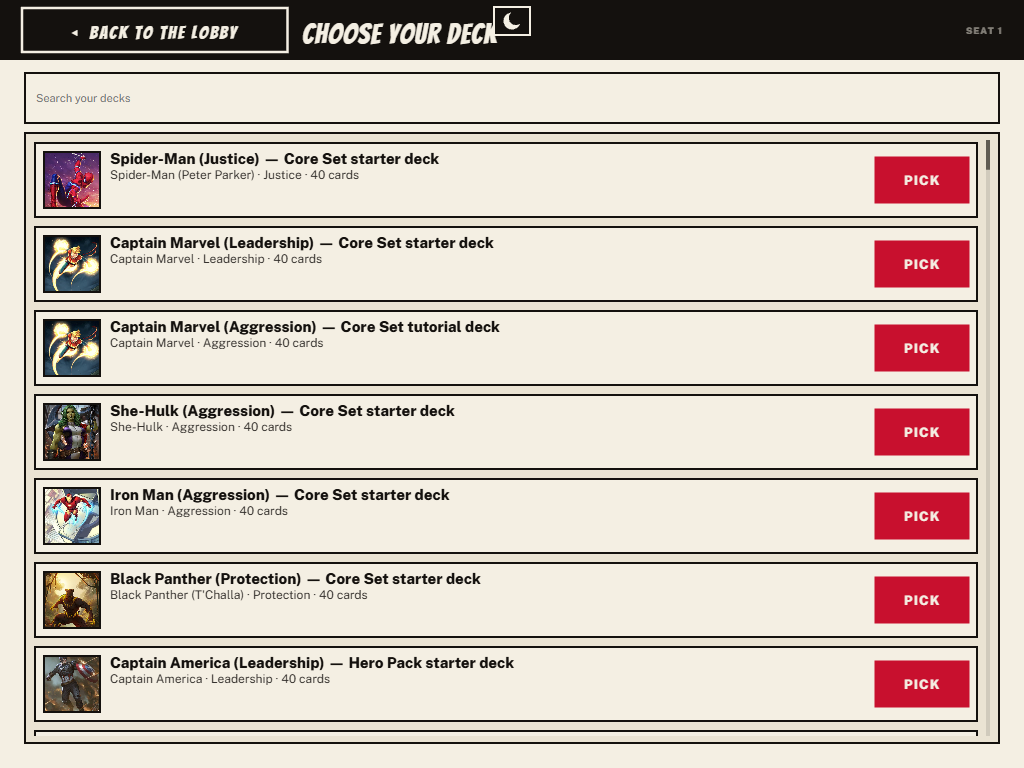 ◂ BACK TO THE LOBBY
CHOOSE YOUR DECK
SEAT 1
Search your decks
Spider-Man (Justice) — Core Set starter deck
Spider-Man (Peter Parker) · Justice · 40 cards
PICK
Captain Marvel (Leadership) — Core Set starter deck
Captain Marvel · Leadership · 40 cards
PICK
Captain Marvel (Aggression) — Core Set tutorial deck
Captain Marvel · Aggression · 40 cards
PICK
She-Hulk (Aggression) — Core Set starter deck
She-Hulk · Aggression · 40 cards
PICK
Iron Man (Aggression) — Core Set starter deck
Iron Man · Aggression · 40 cards
PICK
Black Panther (Protection) — Core Set starter deck
Black Panther (T'Challa) · Protection · 40 cards
PICK
Captain America (Leadership) — Hero Pack starter deck
Captain America · Leadership · 40 cards
PICK